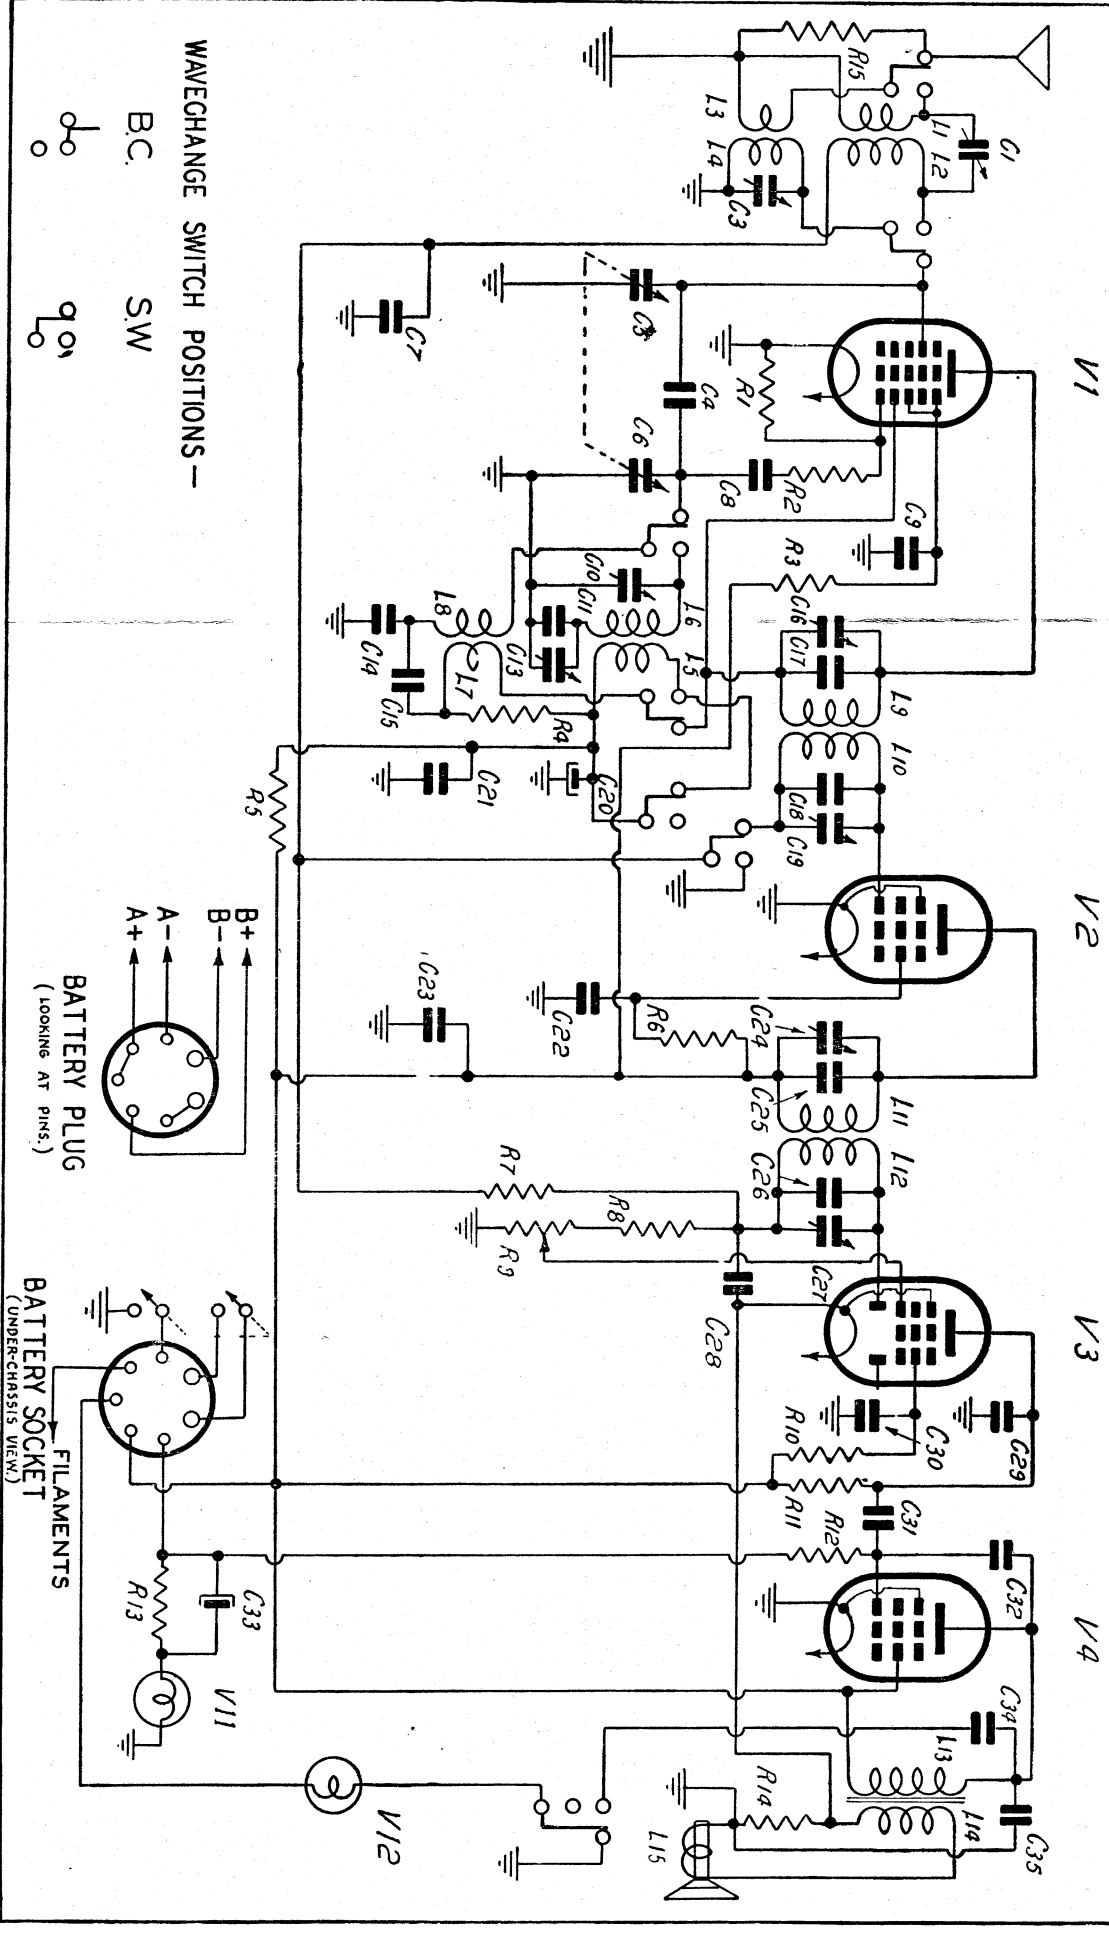 V1
V2
V3
V4
C1
R15
L1
L2
L3
L4
C3
C5
C4
C6
C7
R1
R2
C8
C9
R3
C10
C11
C13
L6
L5
L8
L7
C14
C15
R4
C16
C17
L9
L10
C18
C19
C20
C21
R5
C22
C23
R6
C24
C25
L11
L12
C26
C27
R7
R8
R9
C28
C29
C30
R10
R11
C31
R12
C32
C33
R13
V11
V12
C34
L13
L14
C35
R14
L15
WAVECHANGE SWITCH POSITIONS —
B.C.
S.W
B+
B-
A-
A+
BATTERY PLUG
(LOOKING AT PINS.)
FILAMENTS
BATTERY SOCKET
(UNDER-CHASSIS VIEW.)